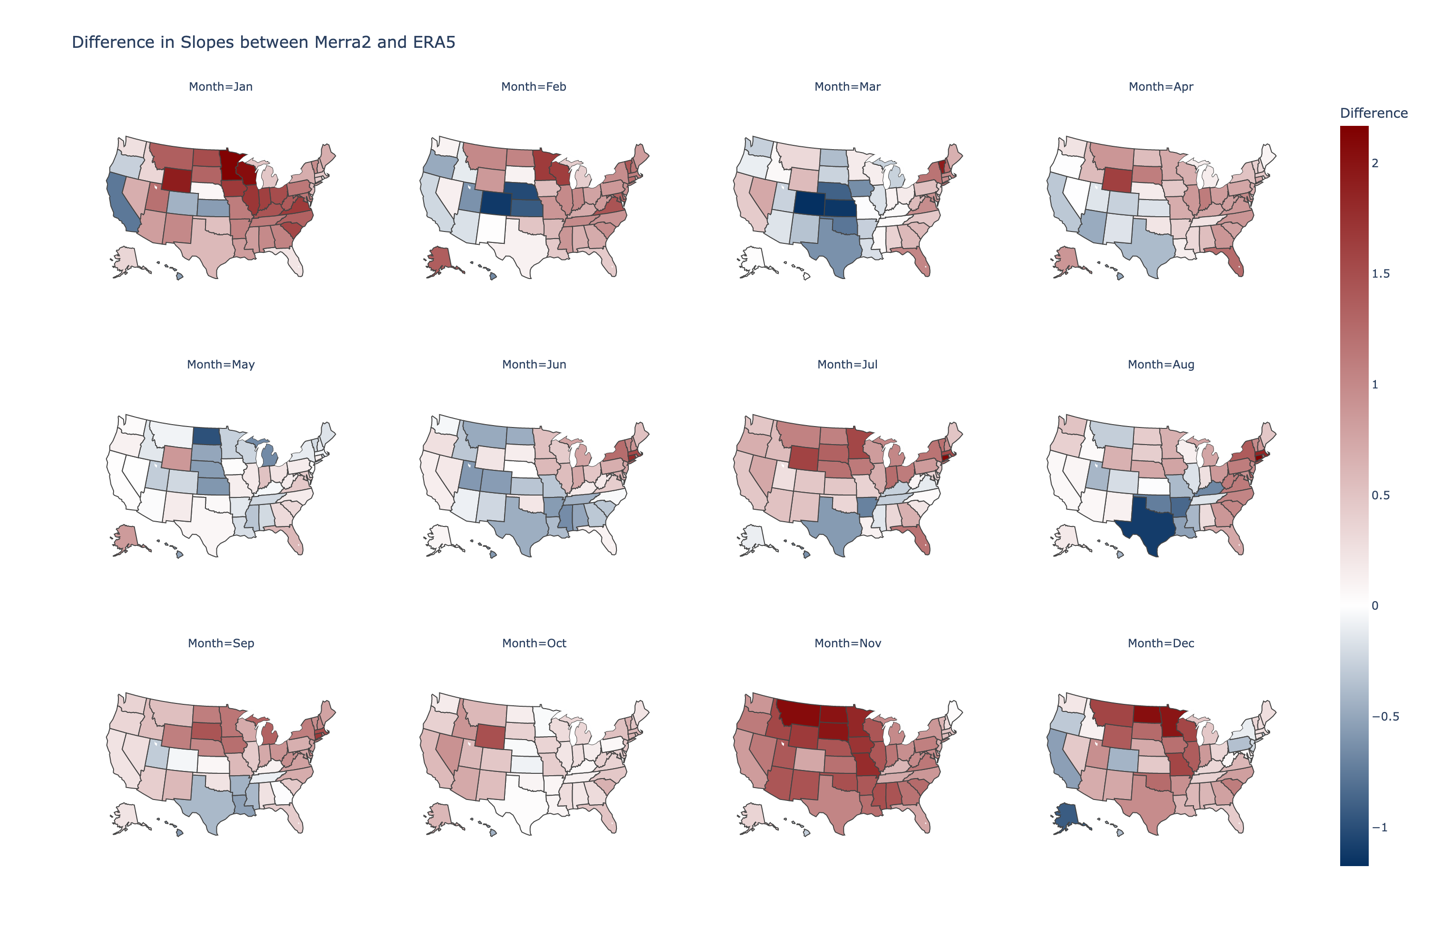 Difference in Slopes between Merra2 and ERA5
Month=Jan
Month=Feb
Month=Mar
Month=Apr
Difference
2
1.5
1
0.5
0
−0.5
−1
Month=May
Month=Jun
Month=Jul
Month=Aug
Month=Sep
Month=Oct
Month=Nov
Month=Dec